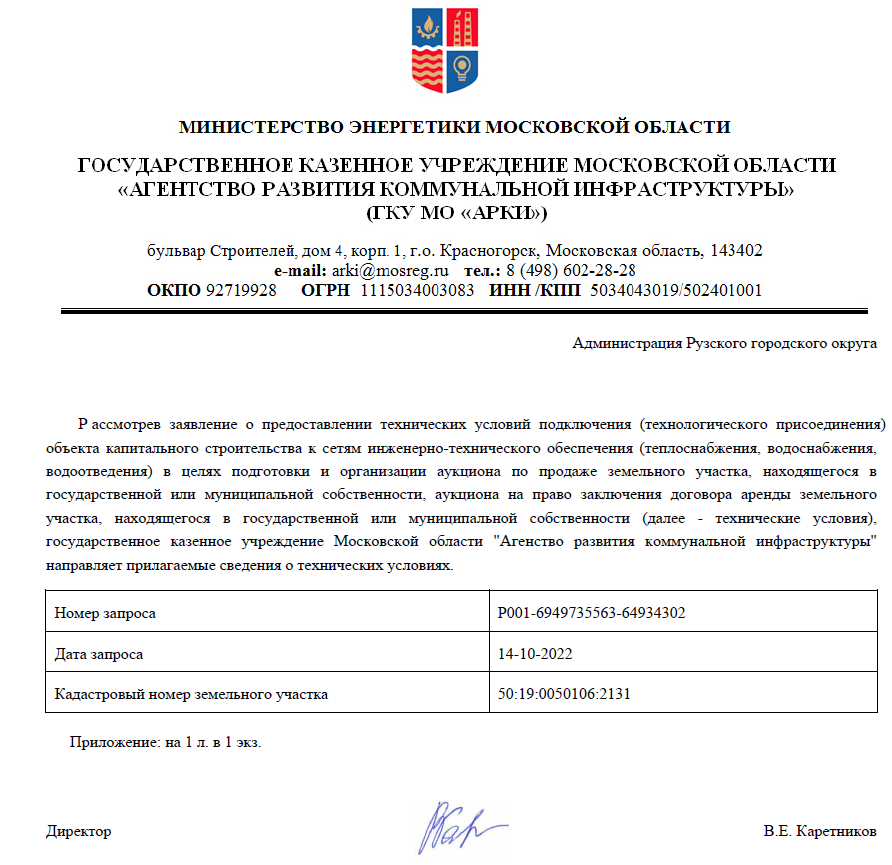 МИНИСТЕРСТВО ЭНЕРГЕТИКИ МОСКОВСКОЙ ОБЛАСТИ
ГОСУДАРСТВЕННОЕ КАЗЕННОЕ УЧРЕЖДЕНИЕ МОСКОВСКОЙ ОБЛАСТИ
«АГЕНТСТВО РАЗВИТИЯ КОММУНАЛЬНОЙ ИНФРАСТРУКТУРЫ»
(ГКУ МО «АРКИ»)
бульвар Строителей, дом 4, корп. 1, г.о. Красногорск, Московская область, 143402
e-mail: arki@mosreg.ru тел.: 8 (498) 602-28-28
ОКПО 92719928 ОГРН 1115034003083 ИНН /КПП 5034043019/502401001
Администрация Рузского городского округа
Р ассмотрев заявление о предоставлении технических условий подключения (технологического присоединения)
объекта капитального строительства к сетям инженерно-технического обеспечения (теплоснабжения, водоснабжения,
водоотведения) в целях подготовки и организации аукциона по продаже земельного участка, находящегося в
государственной или муниципальной собственности, аукциона на право заключения договора аренды земельного
участка, находящегося в государственной или муниципальной собственности (далее - технические условия),
государственное казенное учреждение Московской области "Агенство развития коммунальной инфраструктуры"
направляет прилагаемые сведения о технических условиях.
Номер запроса P001-6949735563-64934302
Дата запроса 14-10-2022
Кадастровый номер земельного участка 50:19:0050106:2131
Приложение: на 1 л. в 1 экз.
Директор В.Е. Каретников